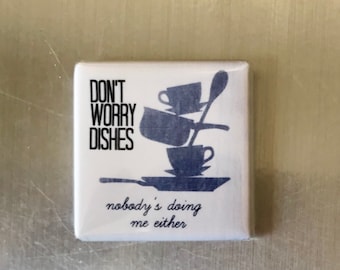 DON'T
WORRY
DISHES
nobody's doing
me either